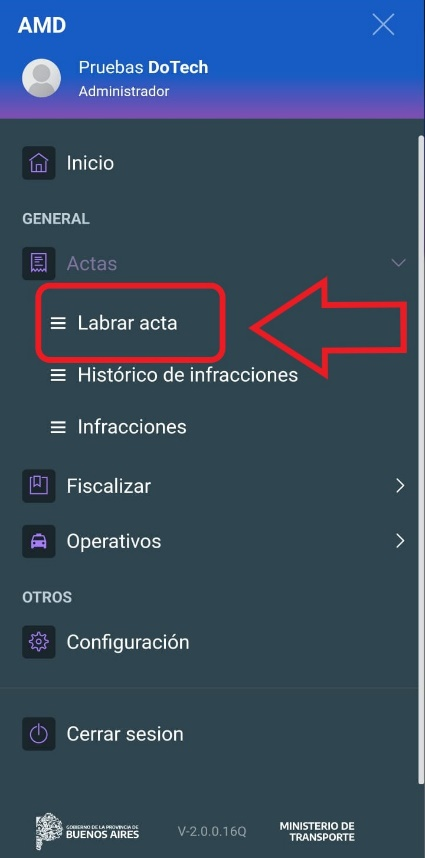 AMD
Pruebas DoTech
Administrador
Inicio
GENERAL
Actas
Labrar acta
Histórico de infracciones
Infracciones
Fiscalizar
Operativos
OTROS
Configuración
Cerrar sesion
GOBIERNO DE LA PROVINCIA DE
BUENOS AIRES
V-2.0.0.16Q
MINISTERIO DE
TRANSPORTE